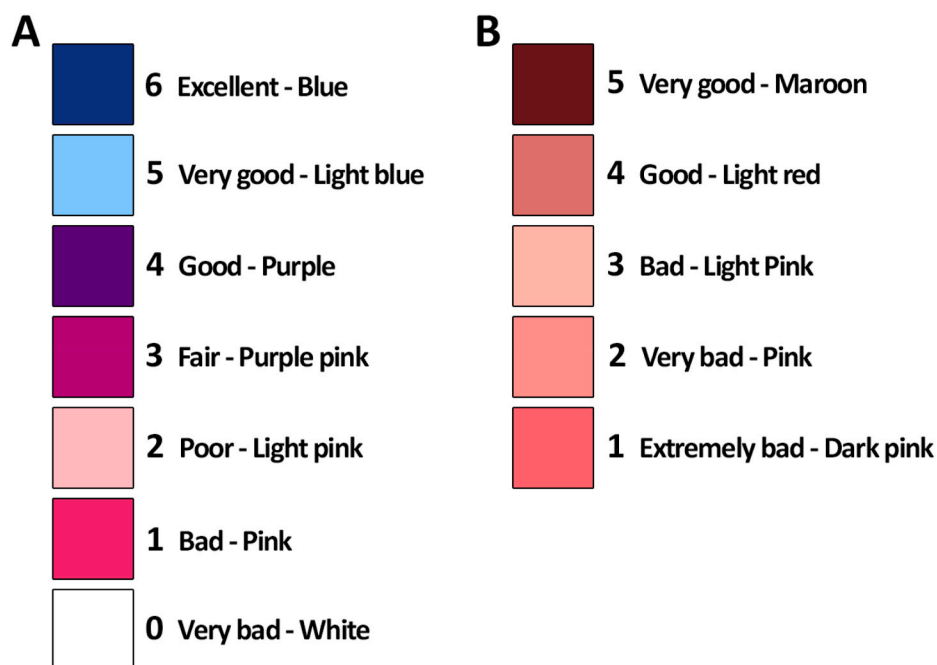 A
6 Excellent - Blue
5 Very good - Light blue
4 Good - Purple
3 Fair - Purple pink
2 Poor - Light pink
1 Bad - Pink
0 Very bad - White
B
5 Very good - Maroon
4 Good - Light red
3 Bad - Light Pink
2 Very bad - Pink
1 Extremely bad - Dark pink